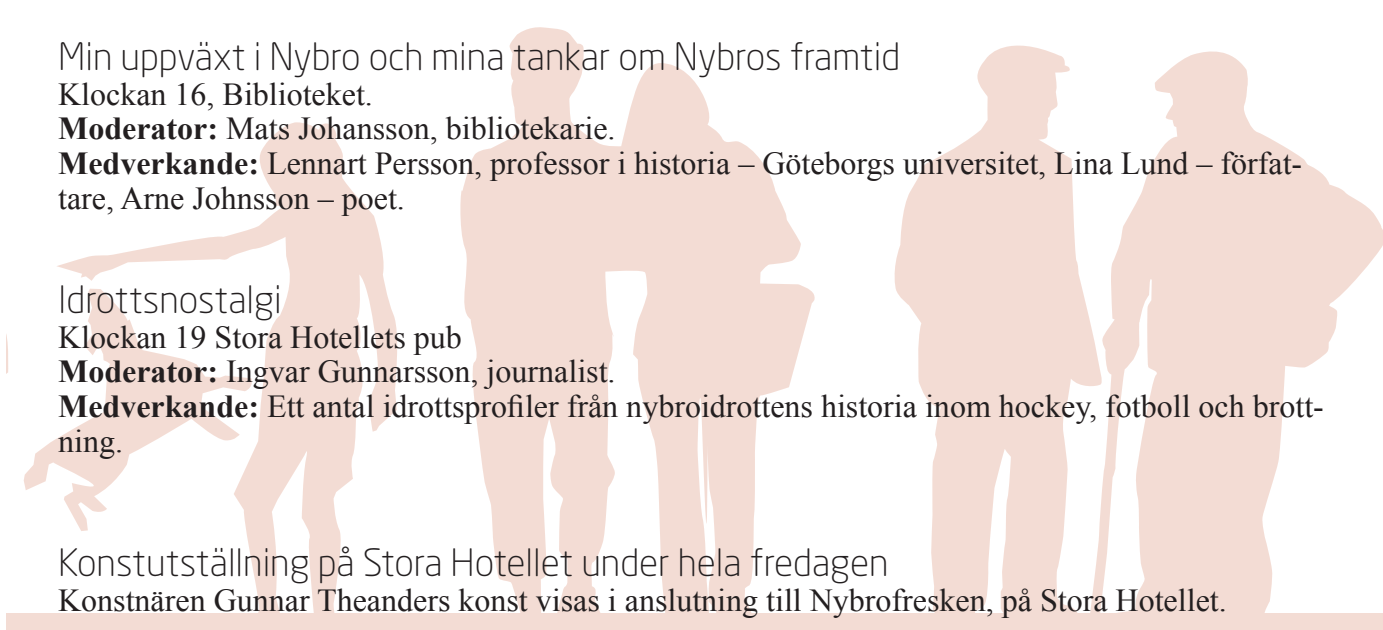 Min uppväxt i Nybro och mina tankar om Nybros framtid
Klockan 16, Biblioteket.
Moderator: Mats Johansson, bibliotekarie.
Medverkande: Lennart Persson, professor i historia – Göteborgs universitet, Lina Lund – förfat-
tare, Arne Johnsson – poet.
Idrottsnostalgi
Klockan 19 Stora Hotellets pub
Moderator: Ingvar Gunnarsson, journalist.
Medverkande: Ett antal idrottsprofiler från nybroidrottens historia inom hockey, fotboll och brott-
ning.
Konstutställning på Stora Hotellet under hela fredagen
Konstnären Gunnar Theanders konst visas i anslutning till Nybrofresken, på Stora Hotellet.